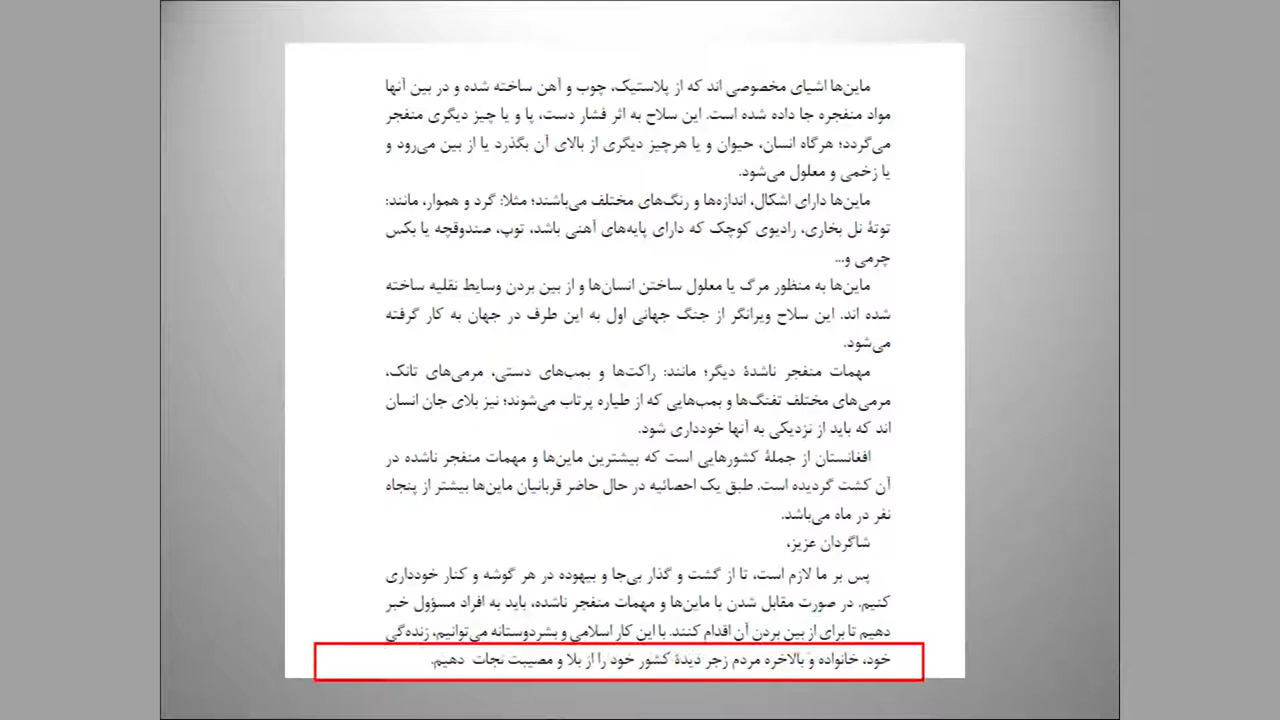 ماین‌ها اشیای مخصوصی اند که از پلاستیک، چوب و آهن ساخته شده و در بین آنها
مواد منفجره جا داده شده است. این سلاح به اثر فشار دست، پا و یا چیز دیگری منفجر
می‌گردد؛ هرگاه انسان، حیوان و یا هرچیز دیگری از بالای آن بگذرد یا از بین می‌رود و
یا زخمی و معلول می‌شود.
ماین‌ها دارای اشکال، اندازه‌ها و رنگ‌های مختلف می‌باشند؛ مثلا: گرد و هموار، مانند:
توتۀ نل بخاری، رادیوی کوچک که دارای پایه‌های آهنی باشد، توپ، صندوقچه یا بکس
چرمی و...
ماین‌ها به منظور مرگ یا معلول ساختن انسان‌ها و از بین بردن وسایط نقلیه ساخته
شده اند. این سلاح ویرانگر از جنگ جهانی اول به این طرف در جهان به کار گرفته
می‌شود.
مهمات منفجر ناشدۀ دیگر؛ مانند: راکت‌ها و بمب‌های دستی، مرمی‌های تانک،
مرمی‌های مختلف تفنگ‌ها و بمب‌هایی که از طیاره پرتاب می‌شوند؛ نیز بلای جان انسان
اند که باید از نزدیکی به آنها خودداری شود.
افغانستان از جملۀ کشورهایی است که بیشترین ماین‌ها و مهمات منفجر ناشده در
آن کشت گردیده است. طبق یک احصائیه در حال حاضر قربانیان ماین‌ها بیشتر از پنجاه
نفر در ماه می‌باشد.
شاگردان عزیز،
پس بر ما لازم است، تا از گشت و گذار بی‌جا و بیهوده در هر گوشه و کنار خودداری
کنیم. در صورت مقابل شدن با ماین‌ها و مهمات منفجر ناشده، باید به افراد مسؤول خبر
دهیم تا برای از بین بردن آن اقدام کنند. با این کار اسلامی و بشردوستانه می‌توانیم، زنده‌گی
خود، خانواده و بالاخره مردم زجر دیدۀ کشور خود را از بلا و مصیبت نجات دهیم.